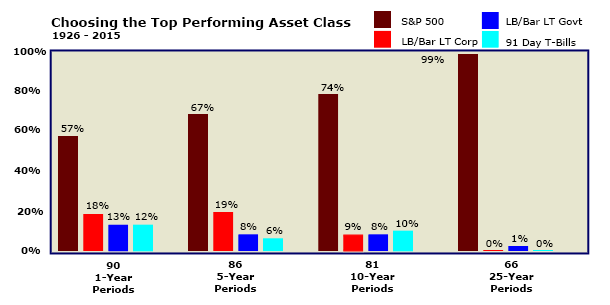 Choosing the Top Performing Asset Class
1926 - 2015
S&P 500
LB/Bar LT Govt
LB/Bar LT Corp
91 Day T-Bills
100%
80%
60%
40%
20%
0%
57%
18%
13%
12%
67%
19%
8%
6%
74%
9%
8%
10%
99%
0%
1%
0%
90
1-Year
Periods
86
5-Year
Periods
81
10-Year
Periods
66
25-Year
Periods